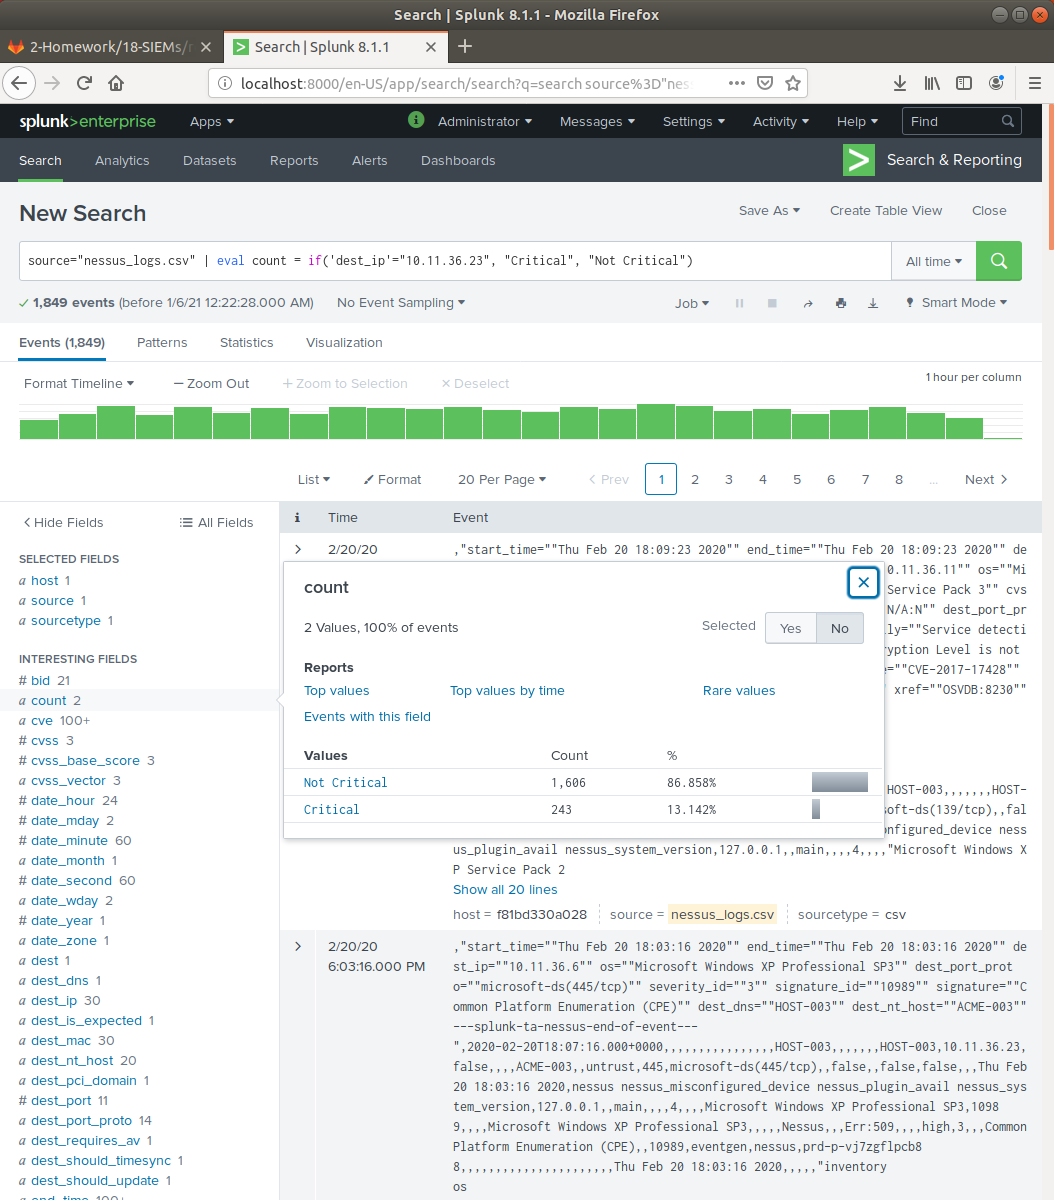 Search | Splunk 8.1.1 - Mozilla Firefox
2-Homework/18-SIEMs/
Search | Splunk 8.1.1
localhost:8000/en-US/app/search/search?q=search source%3D"nes
splunk>enterprise Apps Administrator Messages Settings Activity Help Find
Search Analytics Datasets Reports Alerts Dashboards Search & Reporting
New Search Save As Create Table View Close
source="nessus_logs.csv" | eval count = if('dest_ip'="10.11.36.23", "Critical", "Not Critical") All time
1,849 events (before 1/6/21 12:22:28.000 AM) No Event Sampling Job Smart Mode
Events (1,849) Patterns Statistics Visualization
Format Timeline — Zoom Out + Zoom to Selection × Deselect 1 hour per column
List Format 20 Per Page < Prev 1 2 3 4 5 6 7 8 ... Next >
< Hide Fields All Fields
i Time Event
SELECTED FIELDS
a host 1
a source 1
a sourcetype 1
INTERESTING FIELDS
# bid 21
a count 2
a cve 100+
# cvss 3
# cvss_base_score 3
a cvss_vector 3
# date_hour 24
# date_mday 2
# date_minute 60
a date_month 1
# date_second 60
a date_wday 2
# date_year 1
a date_zone 1
a dest 1
a dest_dns 1
a dest_ip 30
a dest_is_expected 1
a dest_mac 30
a dest_nt_host 20
a dest_pci_domain 1
# dest_port 11
a dest_port_proto 14
a dest_requires_av 1
a dest_should_timesync 1
a dest_should_update 1
a end_time 100+
> 2/20/20 ,"start_time=""Thu Feb 20 18:09:23 2020"" end_time=""Thu Feb 20 18:09:23 2020"" de
0.11.36.11"" os=""Mi
Service Pack 3"" cvs
N/A:N"" dest_port_pr
ly=""Service detecti
ryption Level is not
e=""CVE-2017-17428""
xref=""OSVDB:8230""
count
2 Values, 100% of events Selected Yes No
Reports
Top values Top values by time Rare values
Events with this field
Values Count %
Not Critical 1,606 86.858%
Critical 243 13.142%
HOST-003,,,,,,,HOST-
soft-ds(139/tcp),,fal
onfigured_device ness
us_plugin_avail nessus_system_version,127.0.0.1,,main,,,,4,,,,"Microsoft Windows X
P Service Pack 2
Show all 20 lines
host = f81bd330a028 source = nessus_logs.csv sourcetype = csv
> 2/20/20
6:03:16.000 PM
,"start_time=""Thu Feb 20 18:03:16 2020"" end_time=""Thu Feb 20 18:03:16 2020"" de
st_ip=""10.11.36.6"" os=""Microsoft Windows XP Professional SP3"" dest_port_prot
o=""microsoft-ds(445/tcp)"" severity_id=""3"" signature_id=""10989"" signature=""C
ommon Platform Enumeration (CPE)"" dest_dns=""HOST-003"" dest_nt_host=""ACME-003""
---splunk-ta-nessus-end-of-event---
",2020-02-20T18:07:16.000+0000,,,,,,,,,,,,,,,,HOST-003,,,,,,,HOST-003,10.11.36.23,
false,,,,ACME-003,,untrust,445,microsoft-ds(445/tcp),,false,,false,false,,,Thu Feb
20 18:03:16 2020,nessus nessus_misconfigured_device nessus_plugin_avail nessus_sys
tem_version,127.0.0.1,,main,,,,4,,,,Microsoft Windows XP Professional SP3,1098
9,,,,Microsoft Windows XP Professional SP3,,,,,Nessus,,,Err:509,,,,high,3,,,Common
Platform Enumeration (CPE),,10989,eventgen,nessus,prd-p-vj7zgflpcb8
8,,,,,,,,,,,,,,,,,,,,,,Thu Feb 20 18:03:16 2020,,,,,"inventory
os